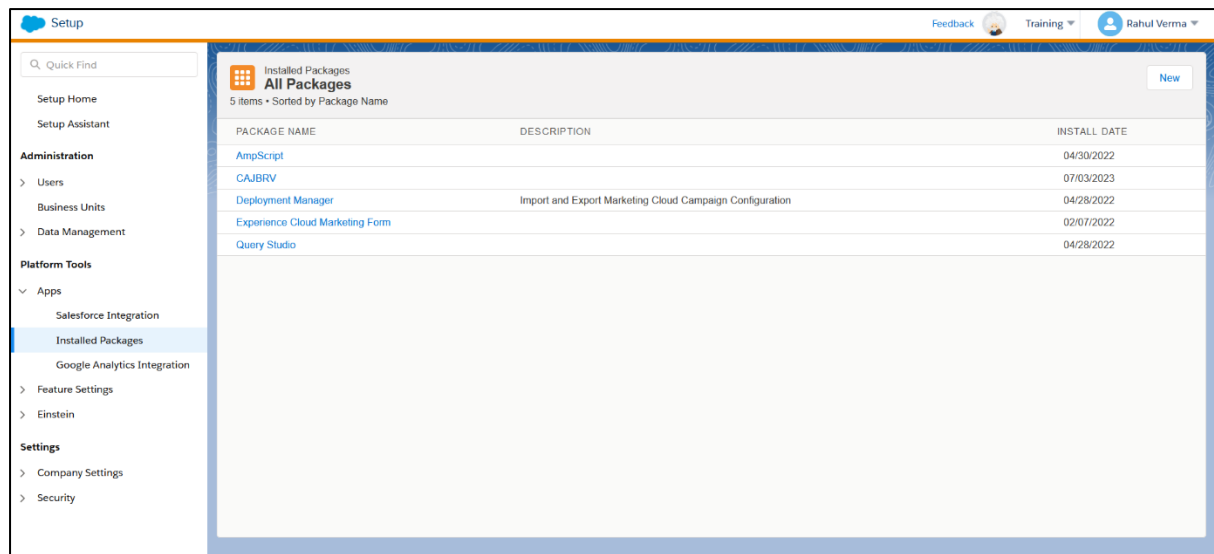 Setup
Feedback
Training
Rahul Verma
Quick Find
Setup Home
Setup Assistant
Administration
Users
Business Units
Data Management
Platform Tools
Apps
Salesforce Integration
Installed Packages
Google Analytics Integration
Feature Settings
Einstein
Settings
Company Settings
Security
Installed Packages
All Packages
5 items • Sorted by Package Name
New
PACKAGE NAME DESCRIPTION INSTALL DATE
AmpScript 04/30/2022
CAJBRV 07/03/2023
Deployment Manager Import and Export Marketing Cloud Campaign Configuration 04/28/2022
Experience Cloud Marketing Form 02/07/2022
Query Studio 04/28/2022